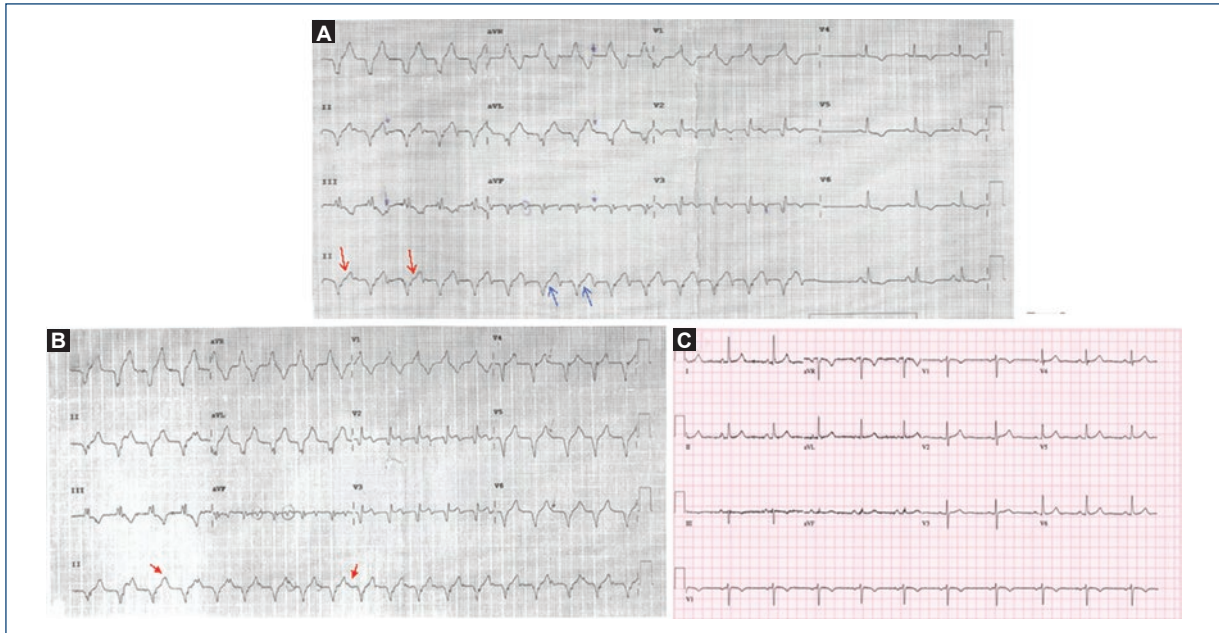 A
aVR V1 V4
II aVL V2 V5
III aVF V3 V6
II
B
aVR V1 V4
II aVL V2 V5
III aVF V3 V6
II
C
I aVR V1 V4
II aVL V2 V5
III aVF V3 V6
V1